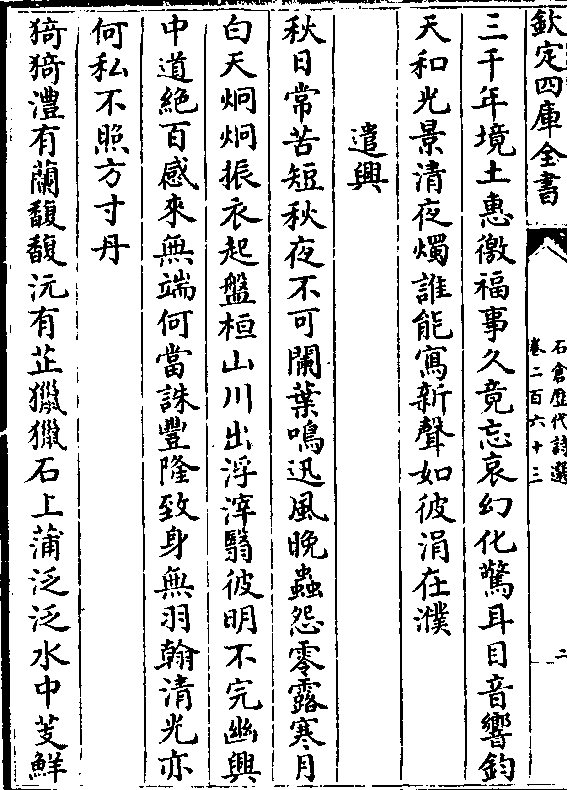 欽定四庫全書
石倉歴代詩選
卷二百六十三
二
三千年境土惠徼福事久竟忘哀幻化驚耳目音響鈞
天和光景清夜燭誰能寫新聲如彼涓在濮
遣興
秋日常苦短秋夜不可闌葉鳴迅風晚蟲怨零露寒月
白天炯炯振衣起盤桓山川出浮滓翳彼明不完幽興
中道絶百感來無端何當誅豐隆致身無羽翰清光亦
何私不照方寸丹
猗猗澧有蘭馥馥沅有芷獵獵石上蒲泛泛水中芰鮮